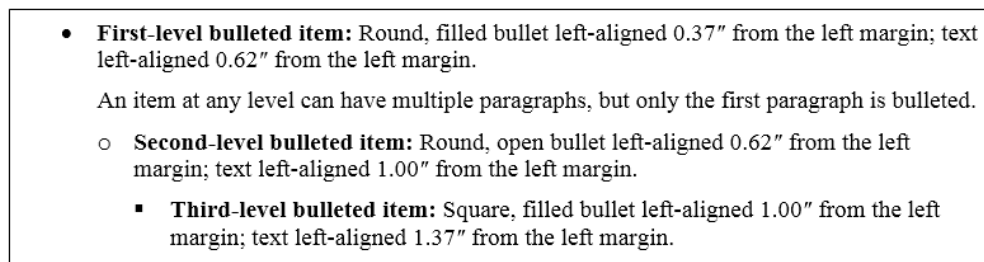 • First-level bulleted item: Round, filled bullet left-aligned 0.37″ from the left margin; text
left-aligned 0.62″ from the left margin.
An item at any level can have multiple paragraphs, but only the first paragraph is bulleted.
○ Second-level bulleted item: Round, open bullet left-aligned 0.62″ from the left
margin; text left-aligned 1.00″ from the left margin.
▪ Third-level bulleted item: Square, filled bullet left-aligned 1.00″ from the left
margin; text left-aligned 1.37″ from the left margin.